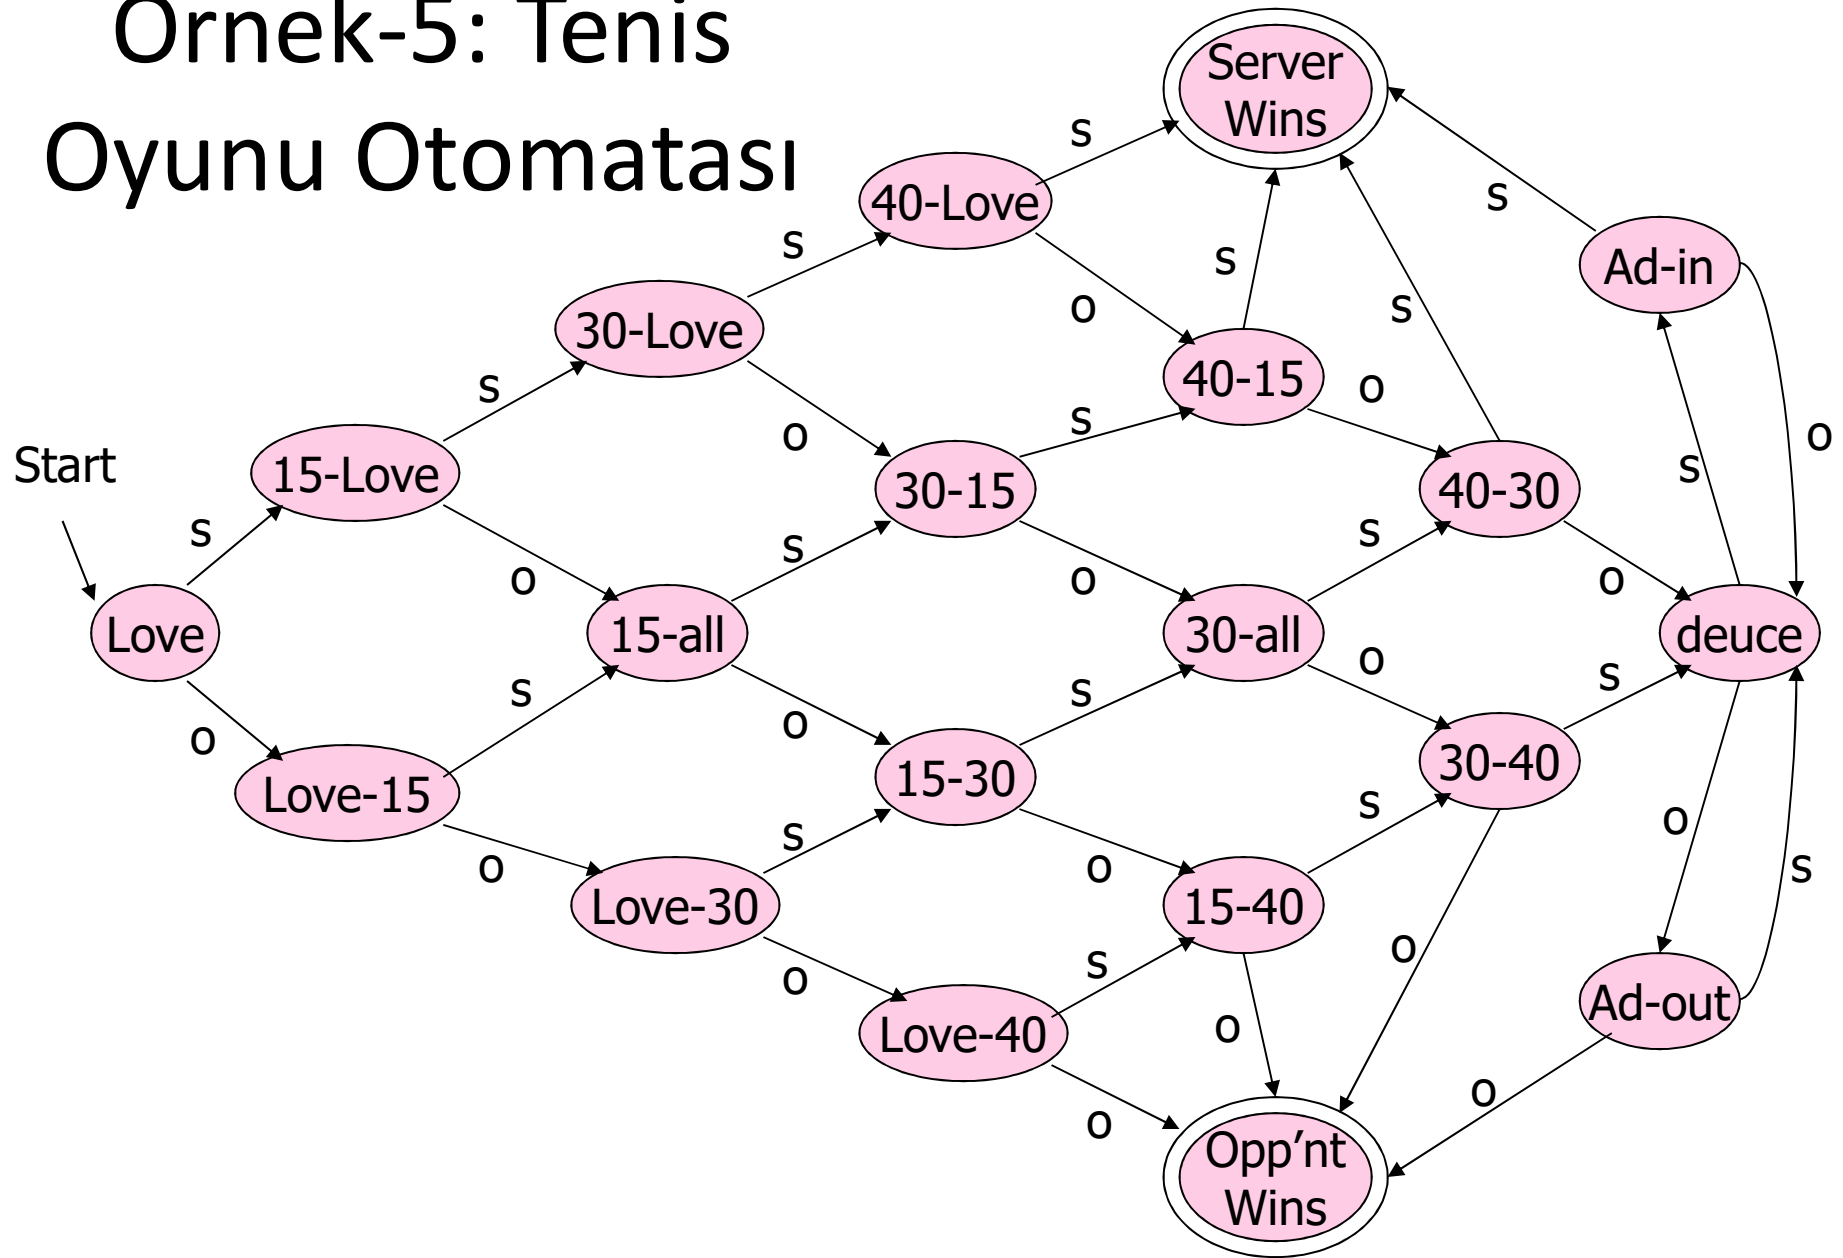 Örnek-5: Tenis
Oyunu Otomatası
Server
Wins
s
40-Love
s
s
Ad-in
s
30-Love
o
s
s
40-15
s
o
o
s
o
Start
15-Love
30-15
s
40-30
s
s
s
o
o
o
Love
15-all
30-all
deuce
o
s
s
s
o
o
30-40
15-30
Love-15
s
o
s
o
o
s
Love-30
15-40
o
s
o
Ad-out
Love-40
o
o
o
Opp’nt
Wins